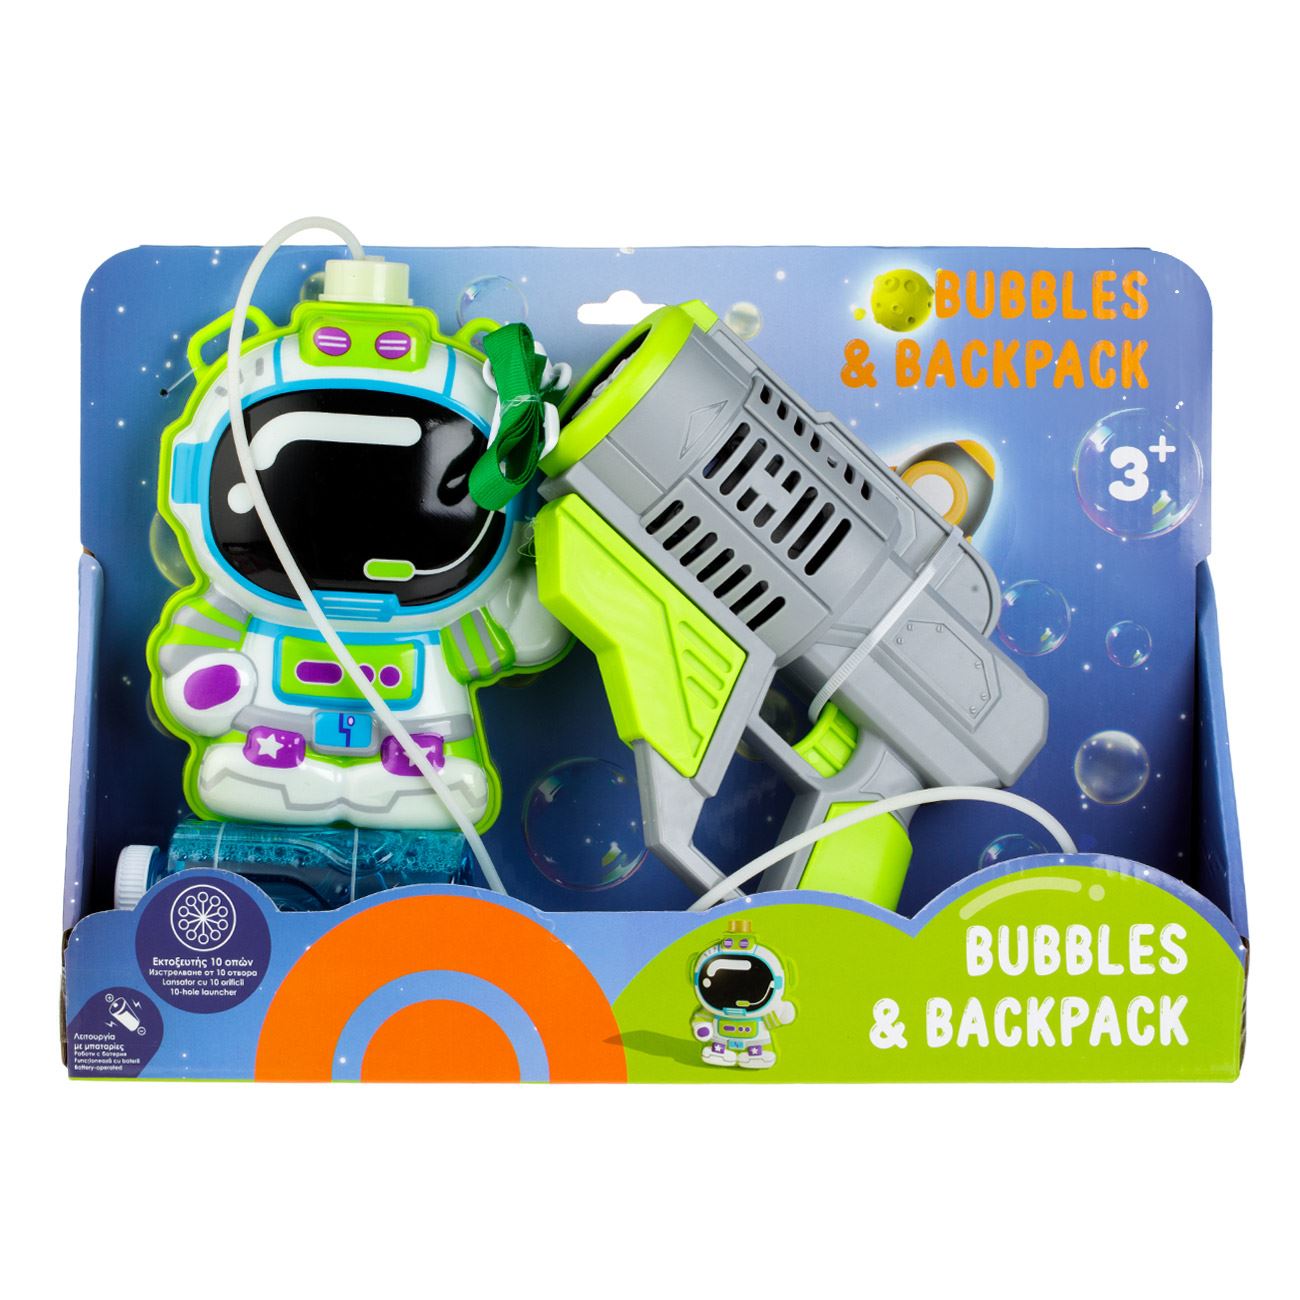 BUBBLES
& BACKPACK
3+
Εκτοξευτής 10 οπών
Изстрелване от 10 отвора
Lansator cu 10 orificii
10-hole launcher
Λειτουργία
με μπαταρίες
Работи с батерия
Funcționează cu baterii
Battery-operated
BUBBLES
& BACKPACK